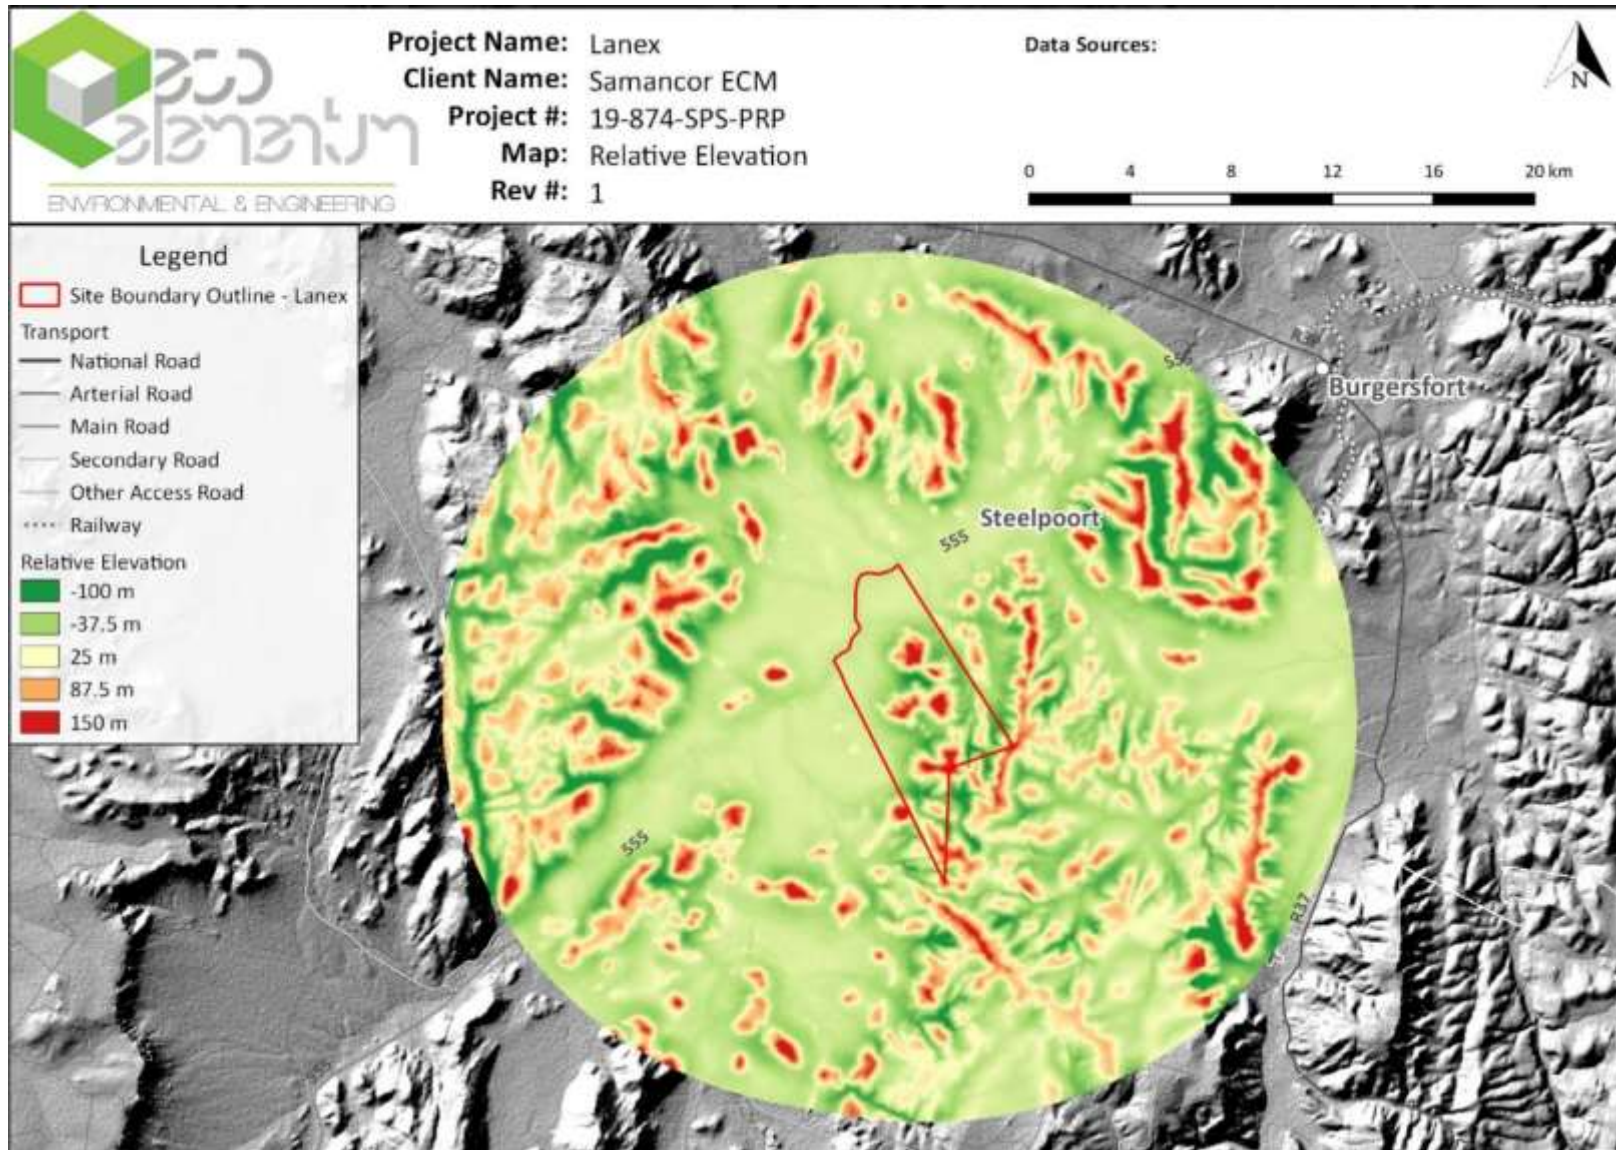 eco
elementum
ENVIRONMENTAL & ENGINEERING
Project Name: Lanex
Client Name: Samancor ECM
Project #: 19-874-SPS-PRP
Map: Relative Elevation
Rev #: 1
Data Sources:
N
0 4 8 12 16 20 km
Legend
Site Boundary Outline - Lanex
Transport
National Road
Arterial Road
Main Road
Secondary Road
Other Access Road
Railway
Relative Elevation
-100 m
-37.5 m
25 m
87.5 m
150 m
Burgersfort
Steelpoort
555
555
R37